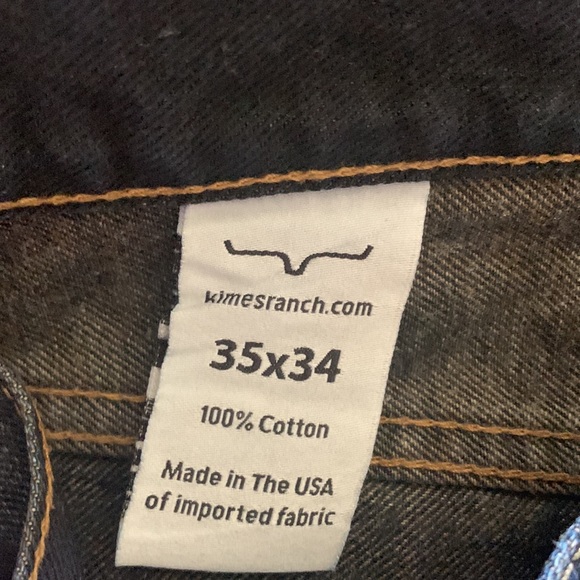 kimesranch.com
35x34
100% Cotton
Made in The USA
of imported fabric